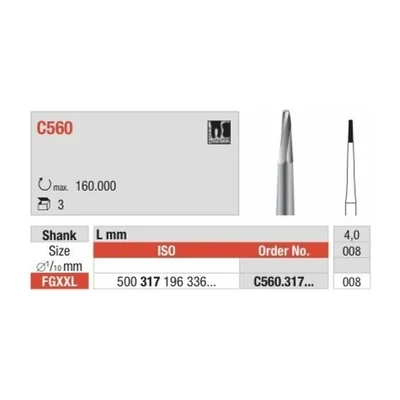 C560
max. 160.000
3
Shank L mm 4,0
Size ISO Order No. 008
Ø 1/10 mm
FGXXL 500 317 196 336... C560.317... 008